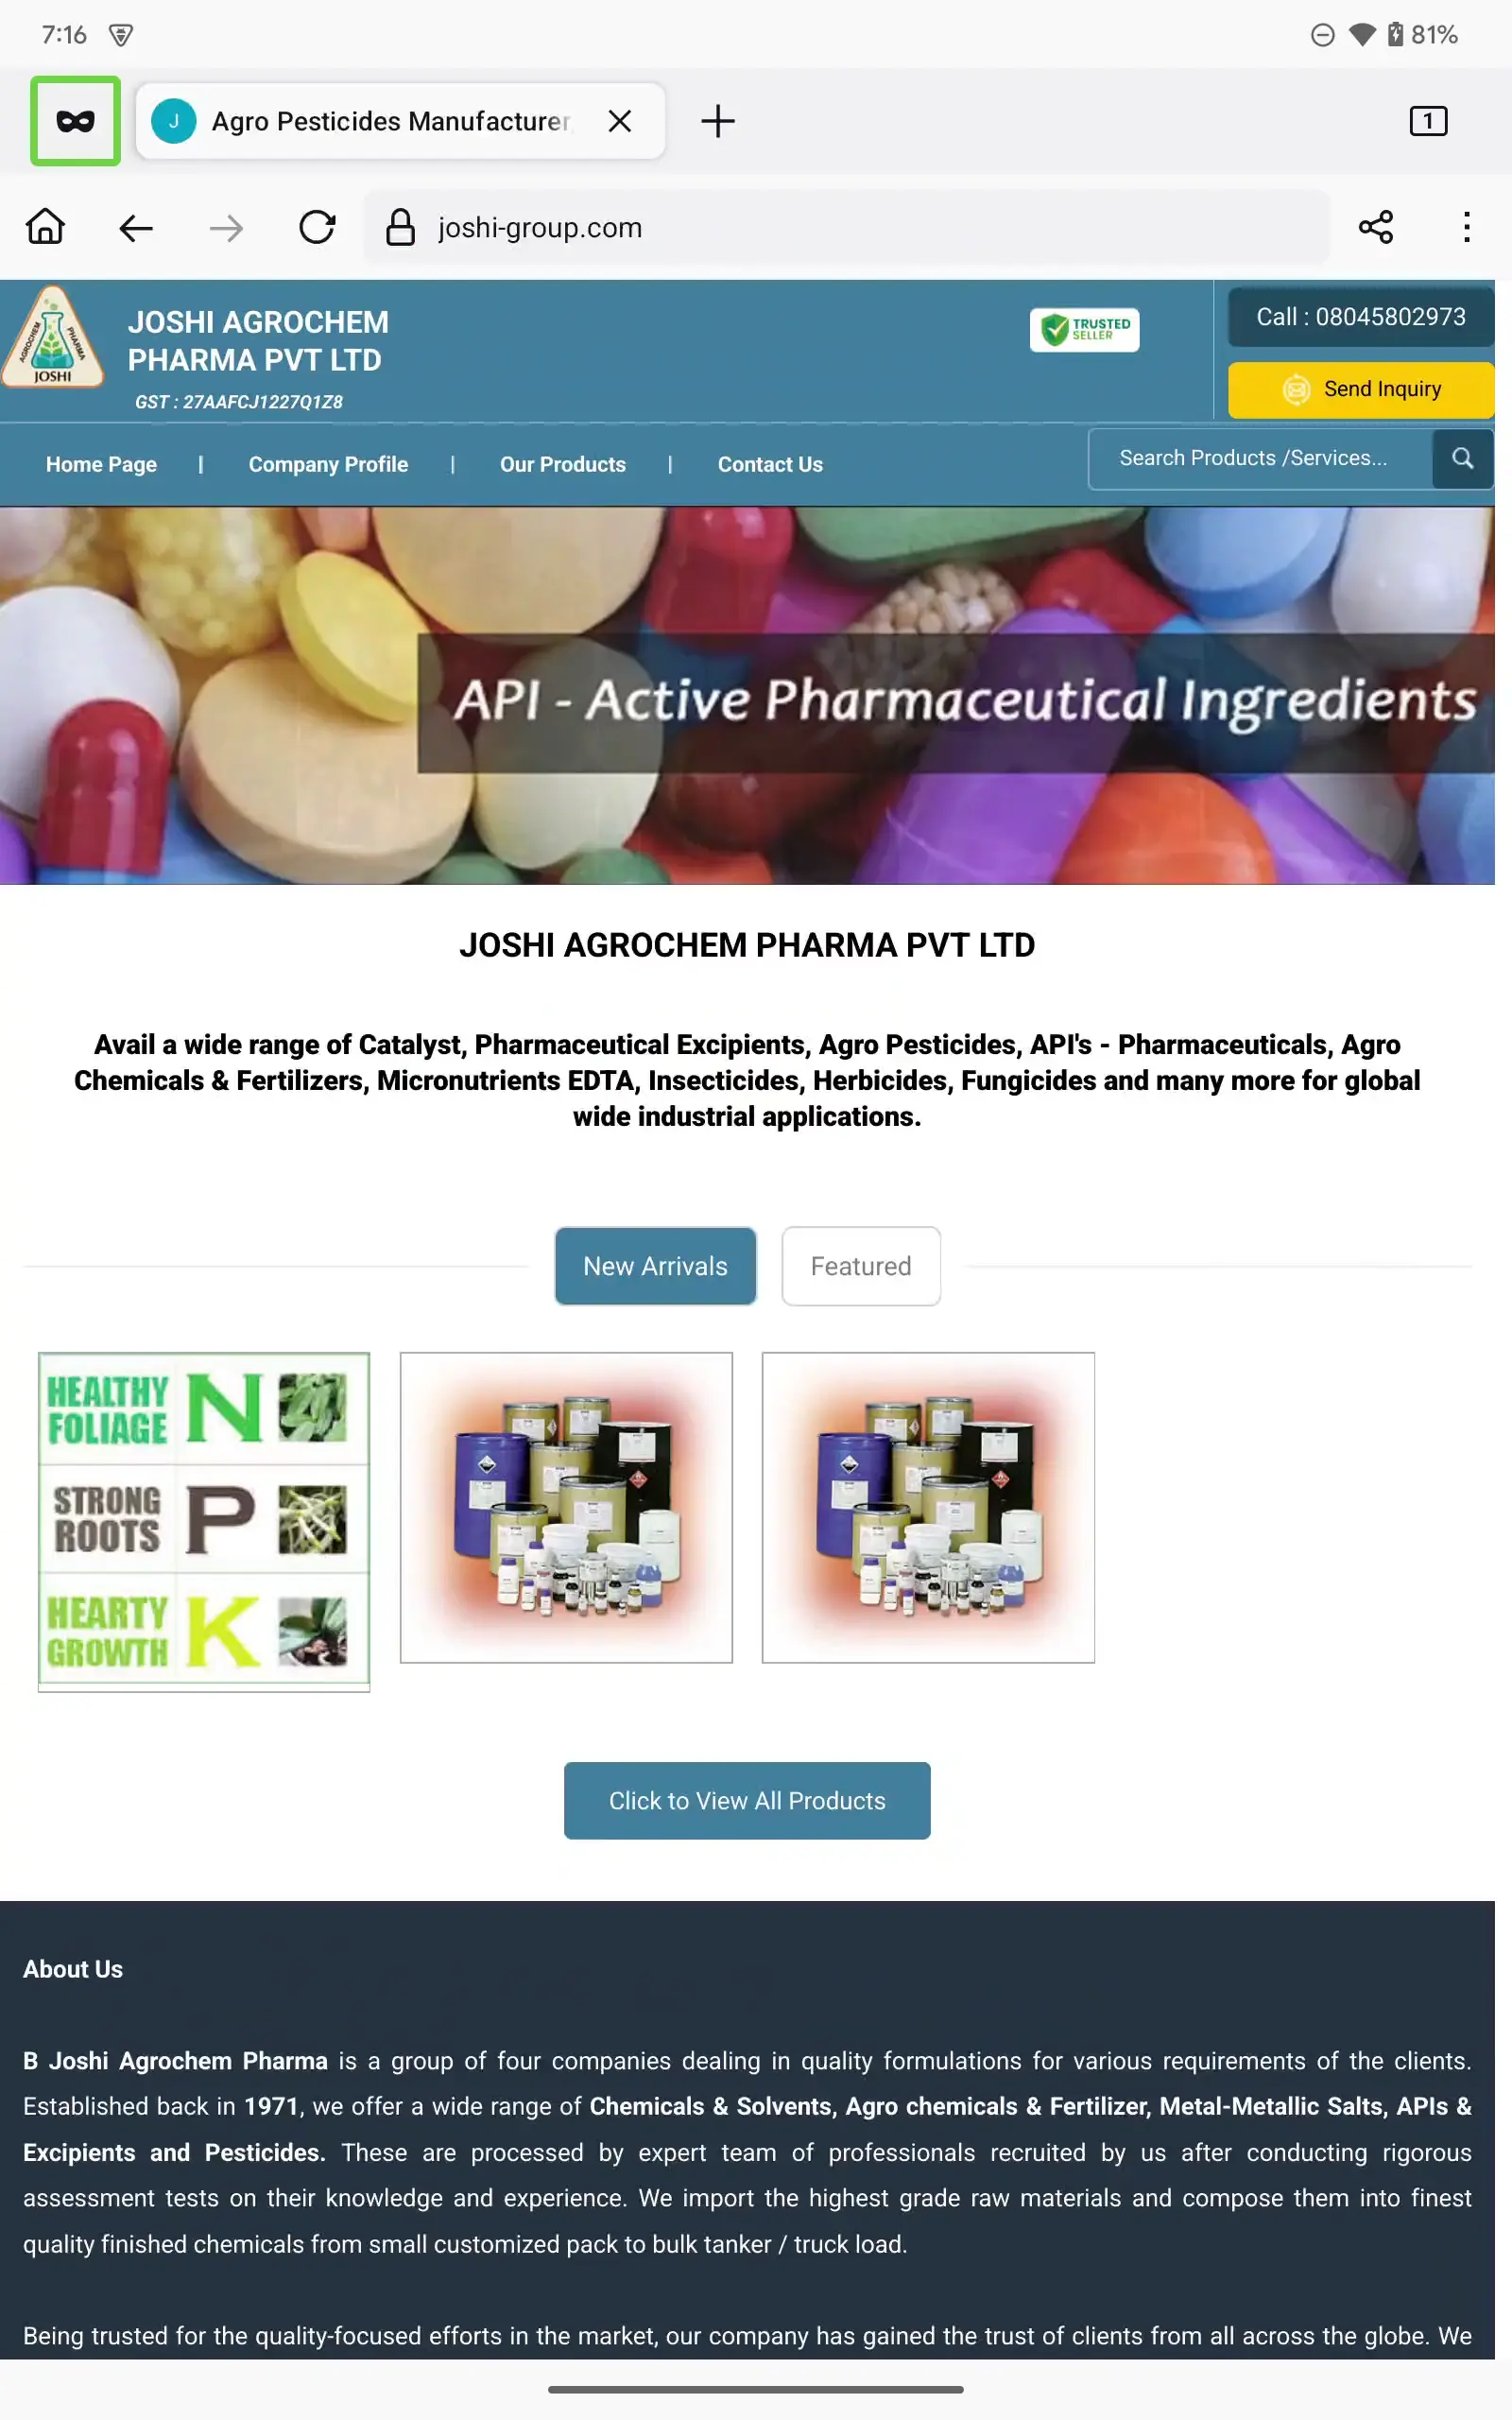 7:16
81%
J
Agro Pesticides Manufacturer
1
joshi-group.com
AGROCHEM
PHARMA
JOSHI
JOSHI AGROCHEM
PHARMA PVT LTD
GST : 27AAFCJ1227Q1Z8
TRUSTED
SELLER
Call : 08045802973
Send Inquiry
Home Page | Company Profile | Our Products | Contact Us
Search Products /Services...
API - Active Pharmaceutical Ingredients
JOSHI AGROCHEM PHARMA PVT LTD
Avail a wide range of Catalyst, Pharmaceutical Excipients, Agro Pesticides, API's - Pharmaceuticals, Agro
Chemicals & Fertilizers, Micronutrients EDTA, Insecticides, Herbicides, Fungicides and many more for global
wide industrial applications.
New Arrivals
Featured
HEALTHY
FOLIAGE
N
STRONG
ROOTS
P
HEARTY
GROWTH
K
Click to View All Products
About Us
B Joshi Agrochem Pharma is a group of four companies dealing in quality formulations for various requirements of the clients.
Established back in 1971, we offer a wide range of Chemicals & Solvents, Agro chemicals & Fertilizer, Metal-Metallic Salts, APIs &
Excipients and Pesticides. These are processed by expert team of professionals recruited by us after conducting rigorous
assessment tests on their knowledge and experience. We import the highest grade raw materials and compose them into finest
quality finished chemicals from small customized pack to bulk tanker / truck load.
Being trusted for the quality-focused efforts in the market, our company has gained the trust of clients from all across the globe. We